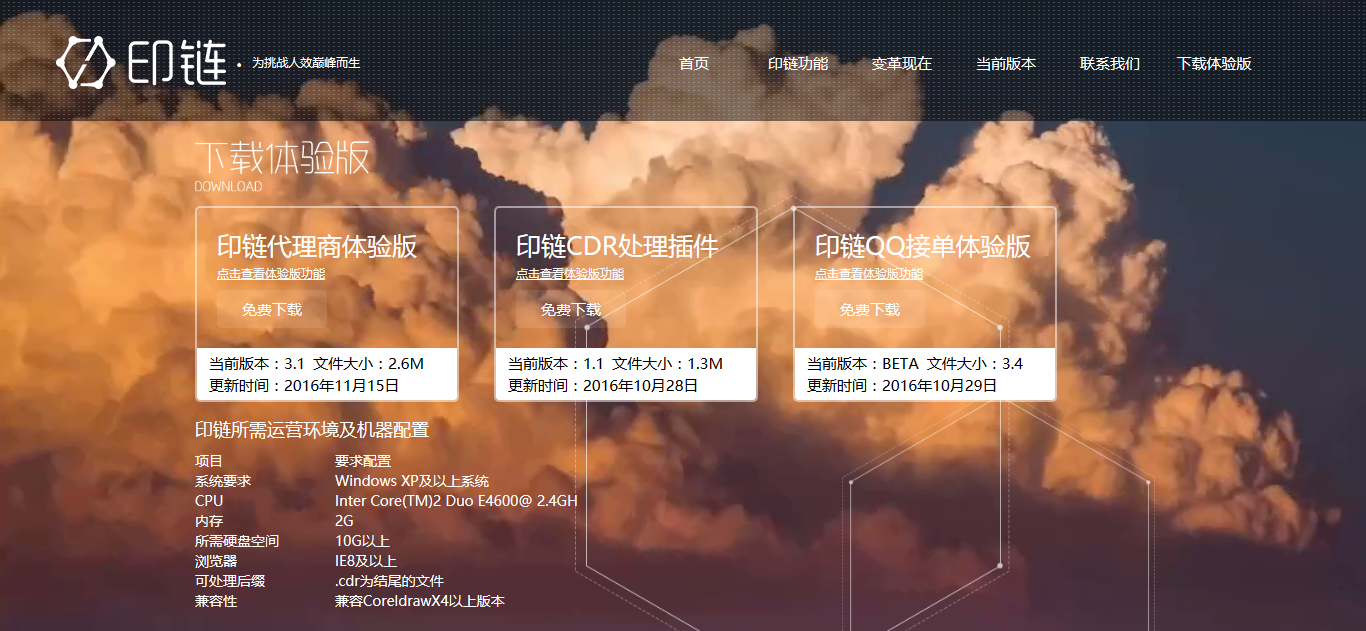 印链 · 为挑战人效巅峰而生
首页 印链功能 变革现在 当前版本 联系我们 下载体验版
下载体验版
DOWNLOAD
印链代理商体验版
点击查看体验版功能
免费下载
当前版本：3.1 文件大小：2.6M
更新时间：2016年11月15日
印链CDR处理插件
点击查看体验版功能
免费下载
当前版本：1.1 文件大小：1.3M
更新时间：2016年10月28日
印链QQ接单体验版
点击查看体验版功能
免费下载
当前版本：BETA 文件大小：3.4
更新时间：2016年10月29日
印链所需运营环境及机器配置
项目 要求配置
系统要求 Windows XP及以上系统
CPU Inter Core(TM)2 Duo E4600@ 2.4GH
内存 2G
所需硬盘空间 10G以上
浏览器 IE8及以上
可处理后缀 .cdr为结尾的文件
兼容性 兼容CoreldrawX4以上版本